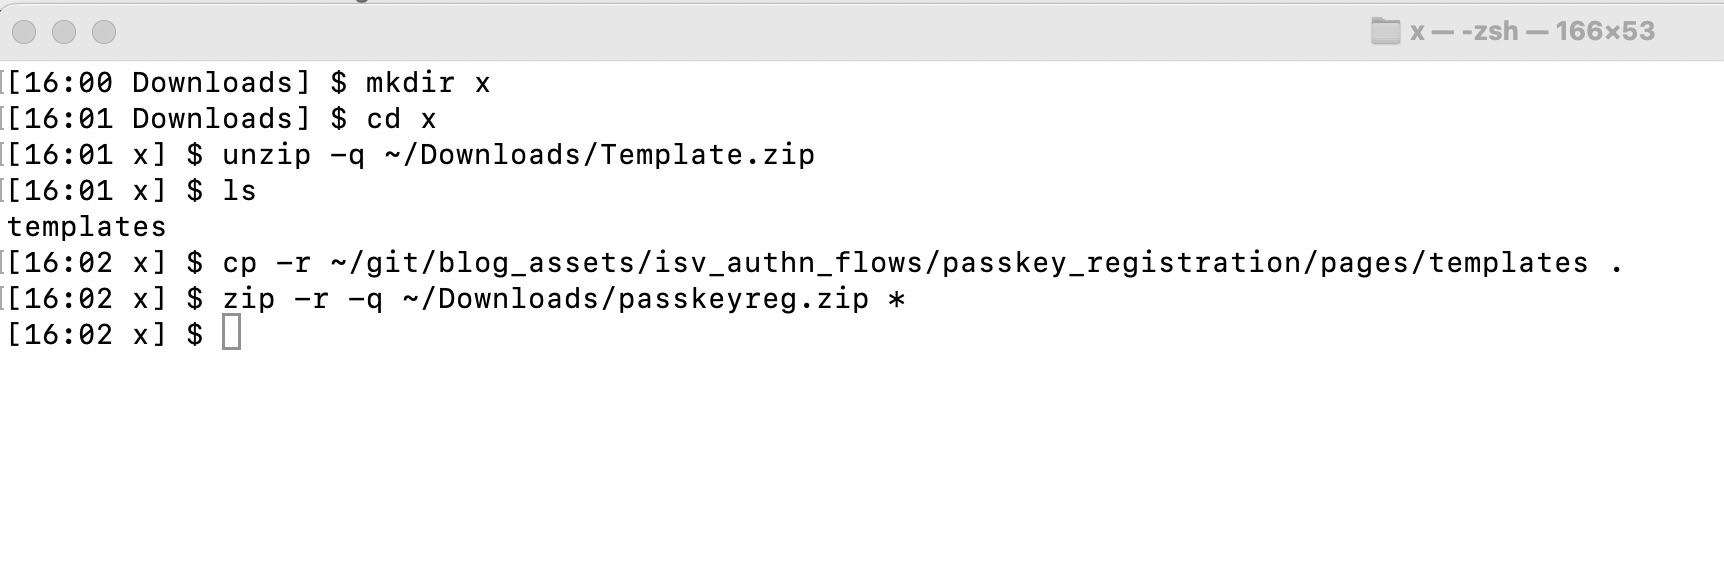 x — -zsh — 166×53
[16:00 Downloads] $ mkdir x
[16:01 Downloads] $ cd x
[16:01 x] $ unzip -q ~/Downloads/Template.zip
[16:01 x] $ ls
templates
[16:02 x] $ cp -r ~/git/blog_assets/isv_authn_flows/passkey_registration/pages/templates .
[16:02 x] $ zip -r -q ~/Downloads/passkeyreg.zip *
[16:02 x] $